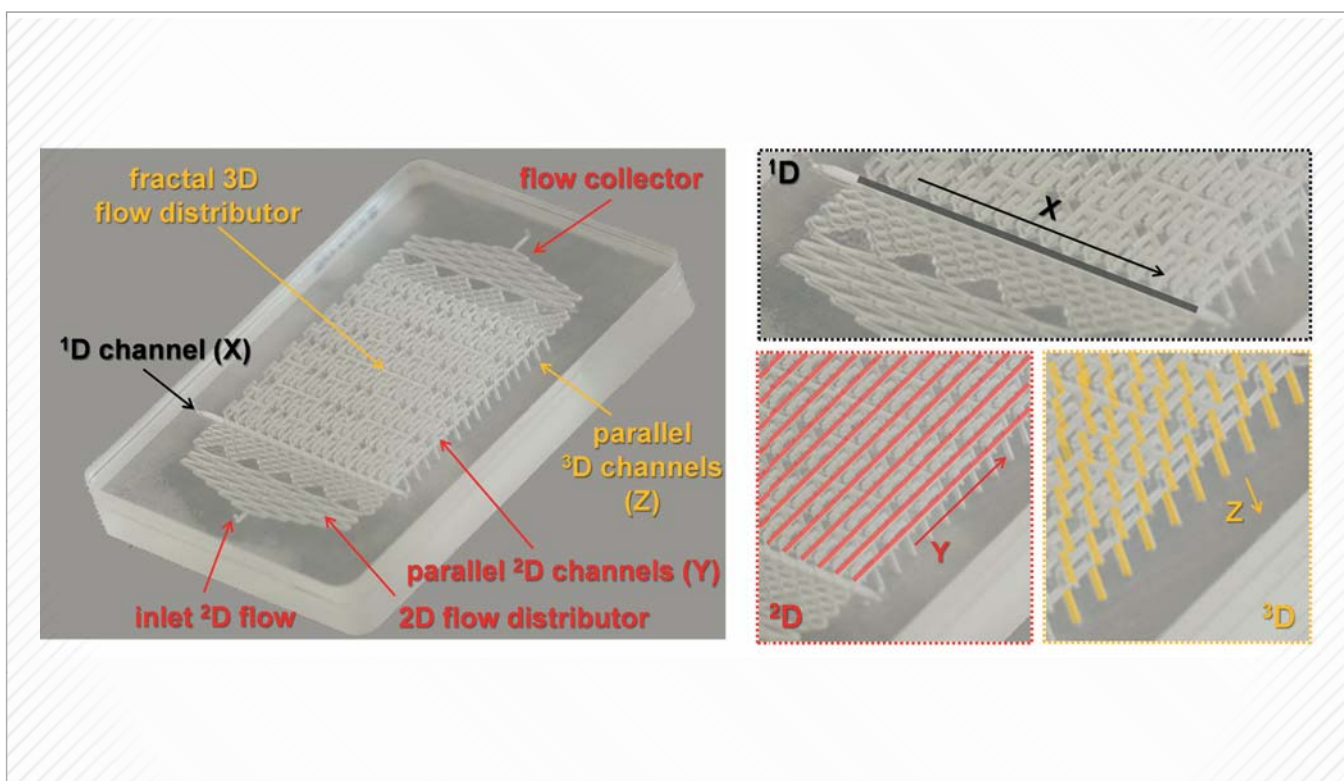 fractal 3D
flow distributor
flow collector
¹D channel (X)
parallel
³D channels
(Z)
parallel ²D channels (Y)
inlet ²D flow
2D flow distributor
¹D
X
Y
²D
Z
³D